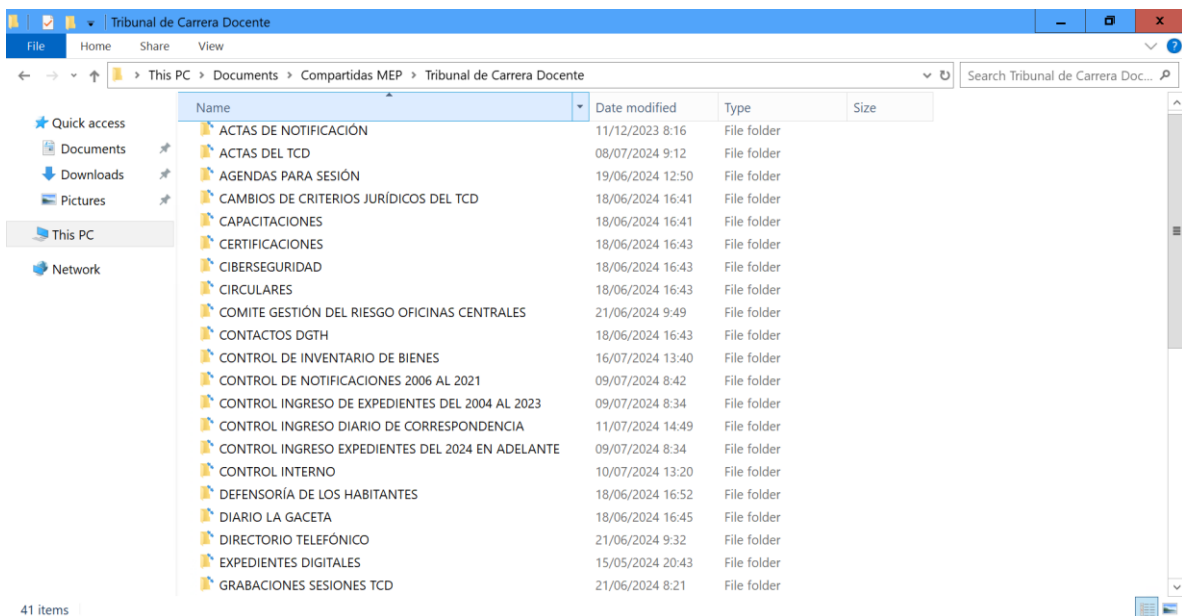 Tribunal de Carrera Docente
File Home Share View
This PC > Documents > Compartidas MEP > Tribunal de Carrera Docente
Search Tribunal de Carrera Doc...
Quick access
Documents
Downloads
Pictures
This PC
Network
Name Date modified Type Size
ACTAS DE NOTIFICACIÓN 11/12/2023 8:16 File folder
ACTAS DEL TCD 08/07/2024 9:12 File folder
AGENDAS PARA SESIÓN 19/06/2024 12:50 File folder
CAMBIOS DE CRITERIOS JURÍDICOS DEL TCD 18/06/2024 16:41 File folder
CAPACITACIONES 18/06/2024 16:41 File folder
CERTIFICACIONES 18/06/2024 16:43 File folder
CIBERSEGURIDAD 18/06/2024 16:43 File folder
CIRCULARES 18/06/2024 16:43 File folder
COMITE GESTIÓN DEL RIESGO OFICINAS CENTRALES 21/06/2024 9:49 File folder
CONTACTOS DGTH 18/06/2024 16:43 File folder
CONTROL DE INVENTARIO DE BIENES 16/07/2024 13:40 File folder
CONTROL DE NOTIFICACIONES 2006 AL 2021 09/07/2024 8:42 File folder
CONTROL INGRESO DE EXPEDIENTES DEL 2004 AL 2023 09/07/2024 8:34 File folder
CONTROL INGRESO DIARIO DE CORRESPONDENCIA 11/07/2024 14:49 File folder
CONTROL INGRESO EXPEDIENTES DEL 2024 EN ADELANTE 09/07/2024 8:34 File folder
CONTROL INTERNO 10/07/2024 13:20 File folder
DEFENSORÍA DE LOS HABITANTES 18/06/2024 16:52 File folder
DIARIO LA GACETA 18/06/2024 16:45 File folder
DIRECTORIO TELEFÓNICO 21/06/2024 9:32 File folder
EXPEDIENTES DIGITALES 15/05/2024 20:43 File folder
GRABACIONES SESIONES TCD 21/06/2024 8:21 File folder
41 items